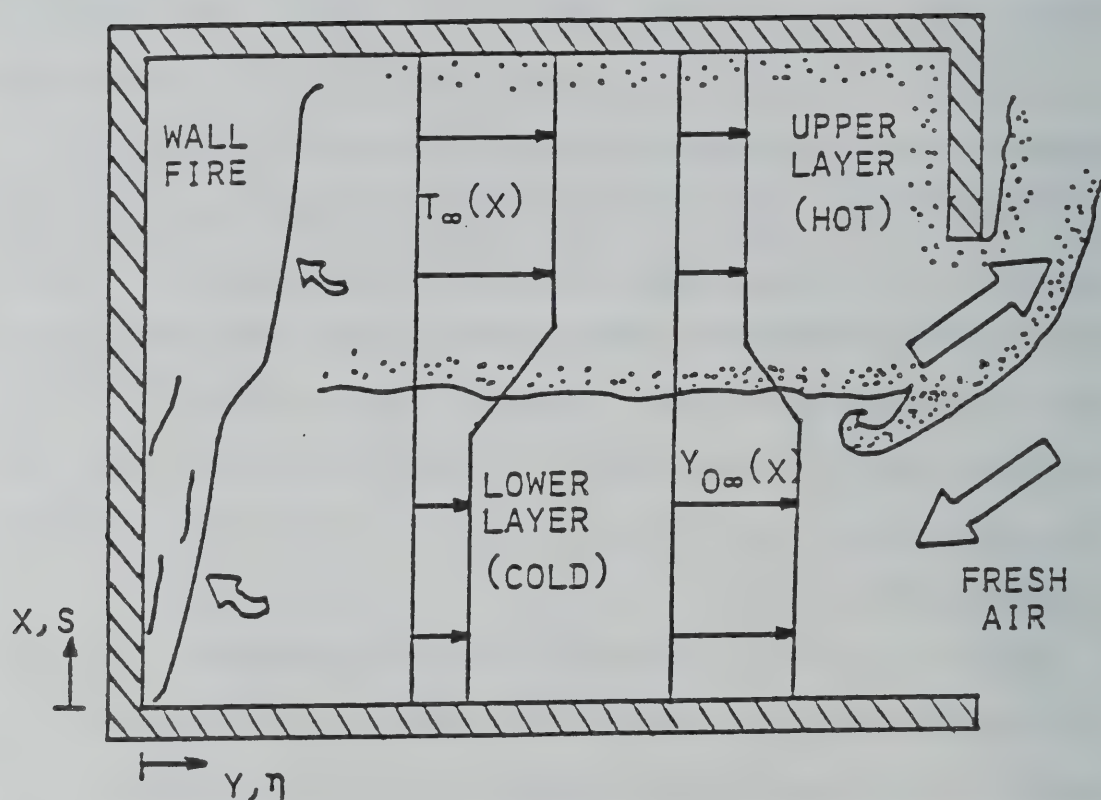 WALL
FIRE
T∞(X)
UPPER
LAYER
(HOT)
LOWER
LAYER
(COLD)
YO∞(X)
FRESH
AIR
X,S
Y,η